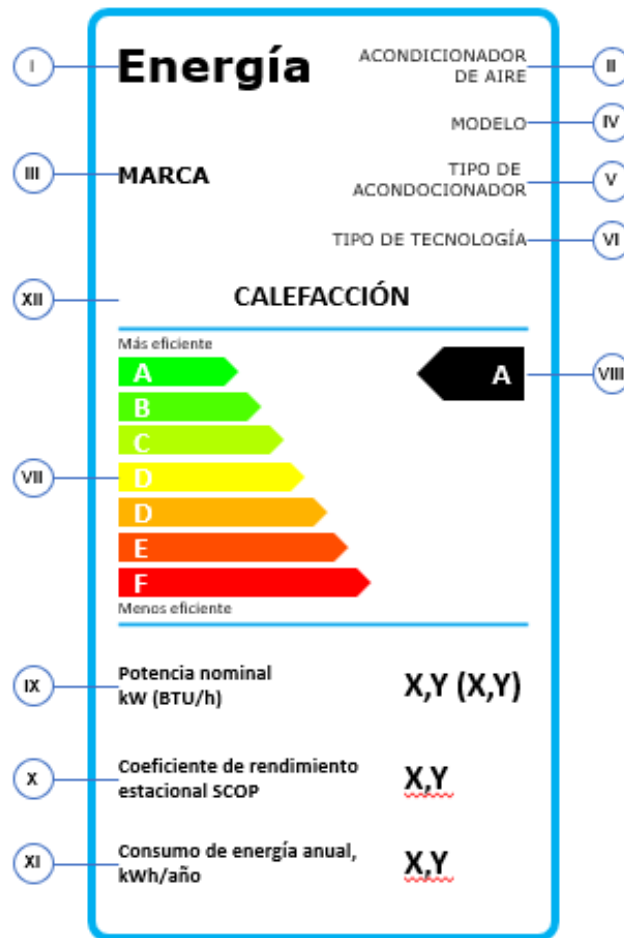 I
Energía
ACONDICIONADOR
DE AIRE
II
MODELO
IV
III
MARCA
TIPO DE
ACONDOCIONADOR
V
TIPO DE TECNOLOGÍA
VI
XII
CALEFACCIÓN
Más eficiente
A
A
VIII
B
C
VII
D
D
E
F
Menos eficiente
IX
Potencia nominal
kW (BTU/h)
X,Y (X,Y)
X
Coeficiente de rendimiento
estacional SCOP
X,Y
XI
Consumo de energía anual,
kWh/año
X,Y